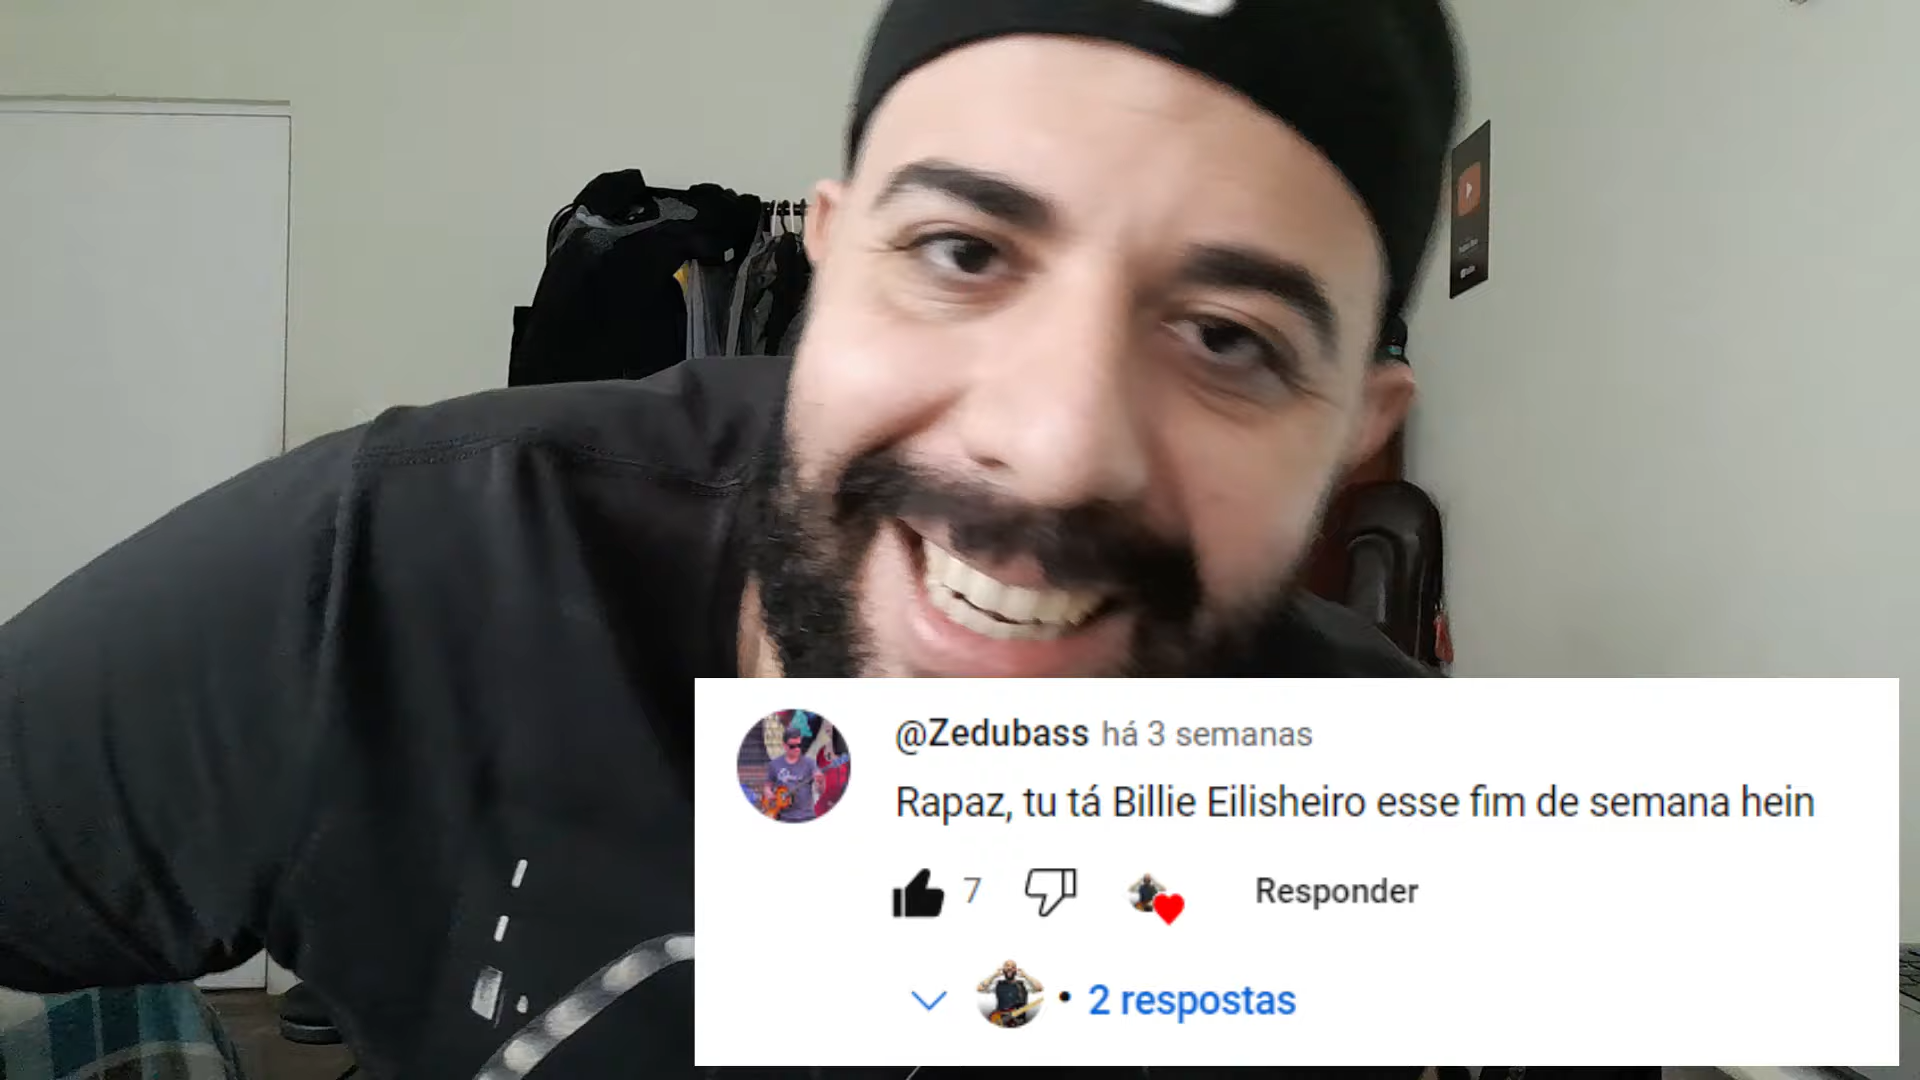 @Zedubass há 3 semanas
Rapaz, tu tá Billie Eilisheiro esse fim de semana hein
7
Responder
• 2 respostas